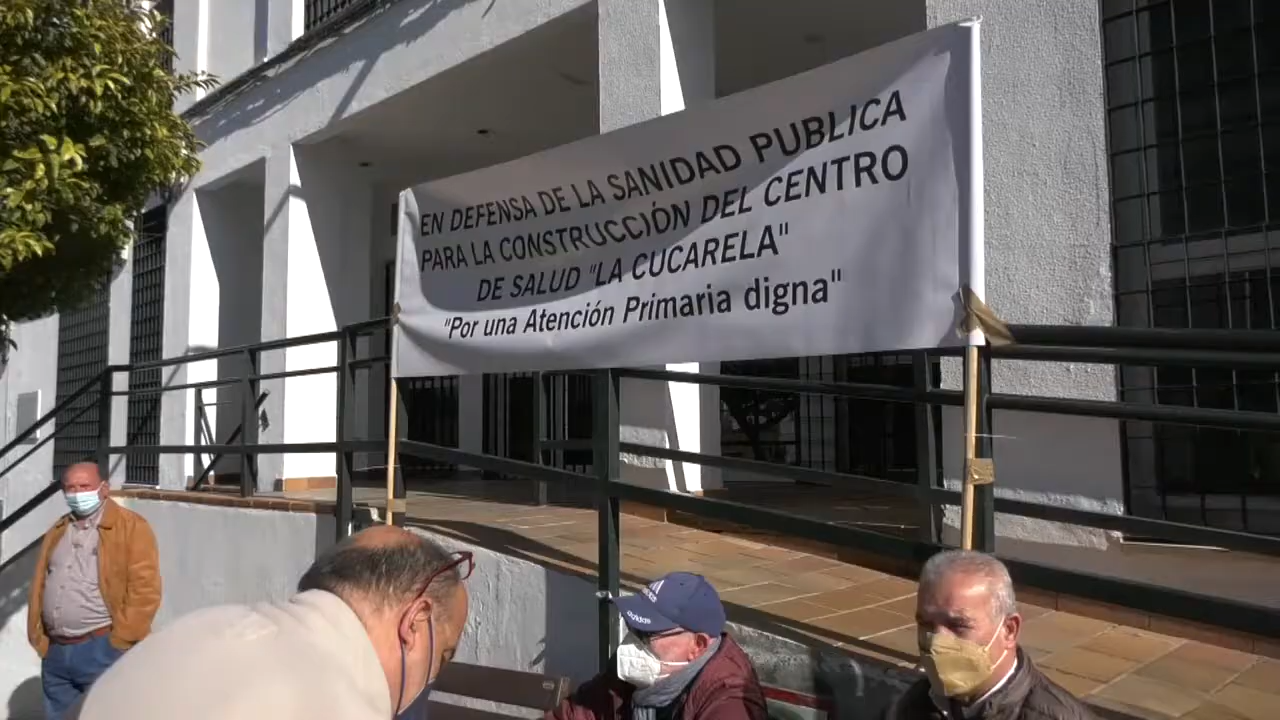 EN DEFENSA DE LA SANIDAD PUBLICA
PARA LA CONSTRUCCIÓN DEL CENTRO
DE SALUD "LA CUCARELA"
"Por una Atención Primaria digna"
adidas